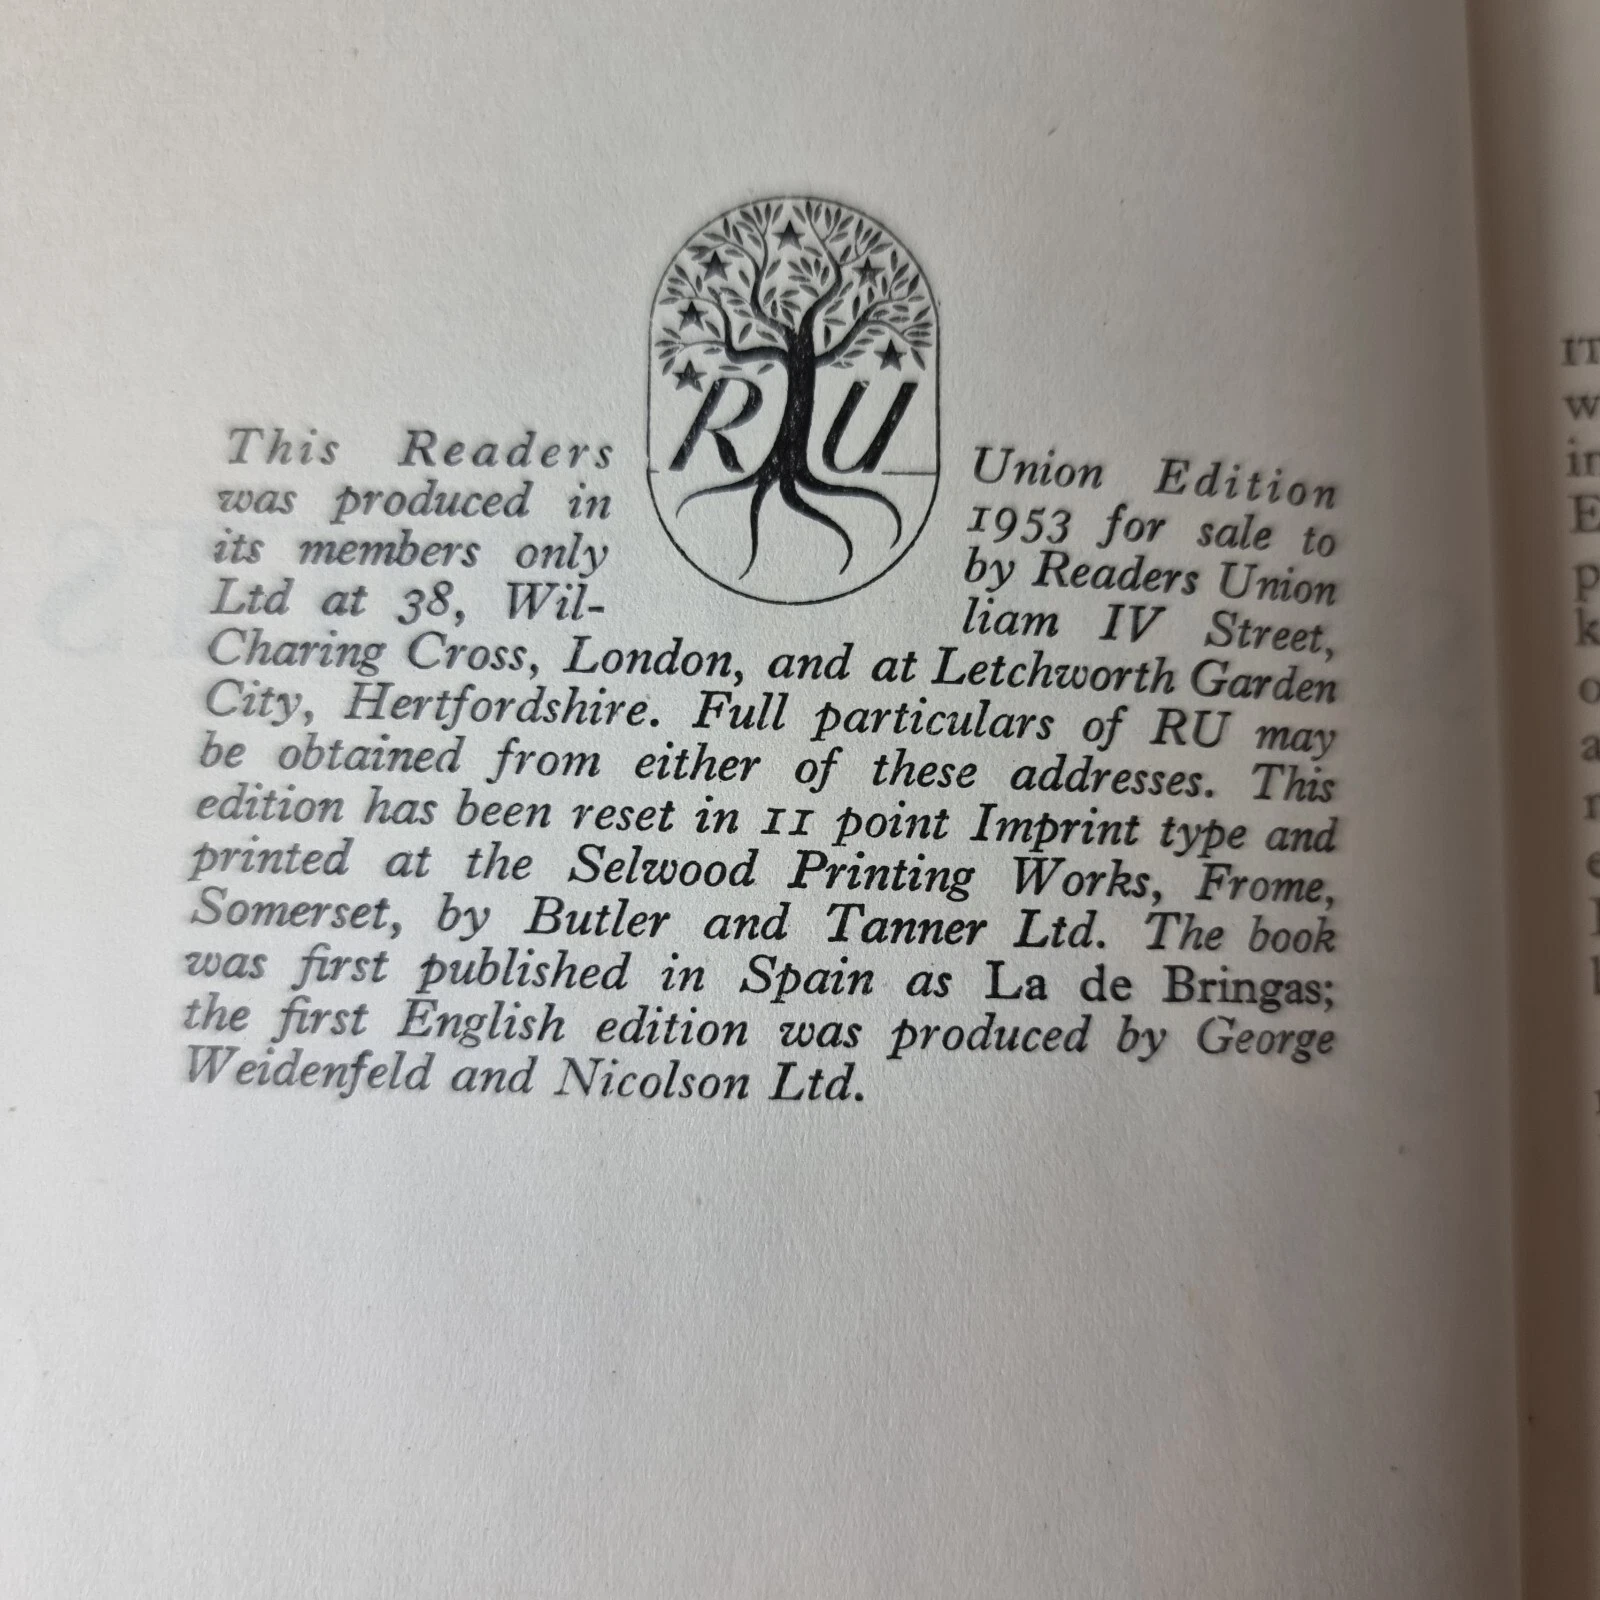 RU
This Readers Union Edition
was produced in 1953 for sale to
its members only by Readers Union
Ltd at 38, Wil- liam IV Street,
Charing Cross, London, and at Letchworth Garden
City, Hertfordshire. Full particulars of RU may
be obtained from either of these addresses. This
edition has been reset in 11 point Imprint type and
printed at the Selwood Printing Works, Frome,
Somerset, by Butler and Tanner Ltd. The book
was first published in Spain as La de Bringas;
the first English edition was produced by George
Weidenfeld and Nicolson Ltd.